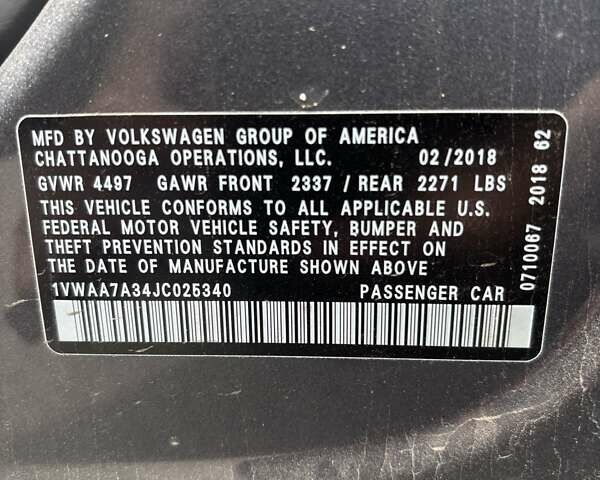 MFD BY VOLKSWAGEN GROUP OF AMERICA
CHATTANOOGA OPERATIONS, LLC. 02/2018
GVWR 4497 GAWR FRONT 2337 / REAR 2271 LBS
THIS VEHICLE CONFORMS TO ALL APPLICABLE U.S.
FEDERAL MOTOR VEHICLE SAFETY, BUMPER AND
THEFT PREVENTION STANDARDS IN EFFECT ON
THE DATE OF MANUFACTURE SHOWN ABOVE
1VWAA7A34JC025340 PASSENGER CAR
0710067 2018 62